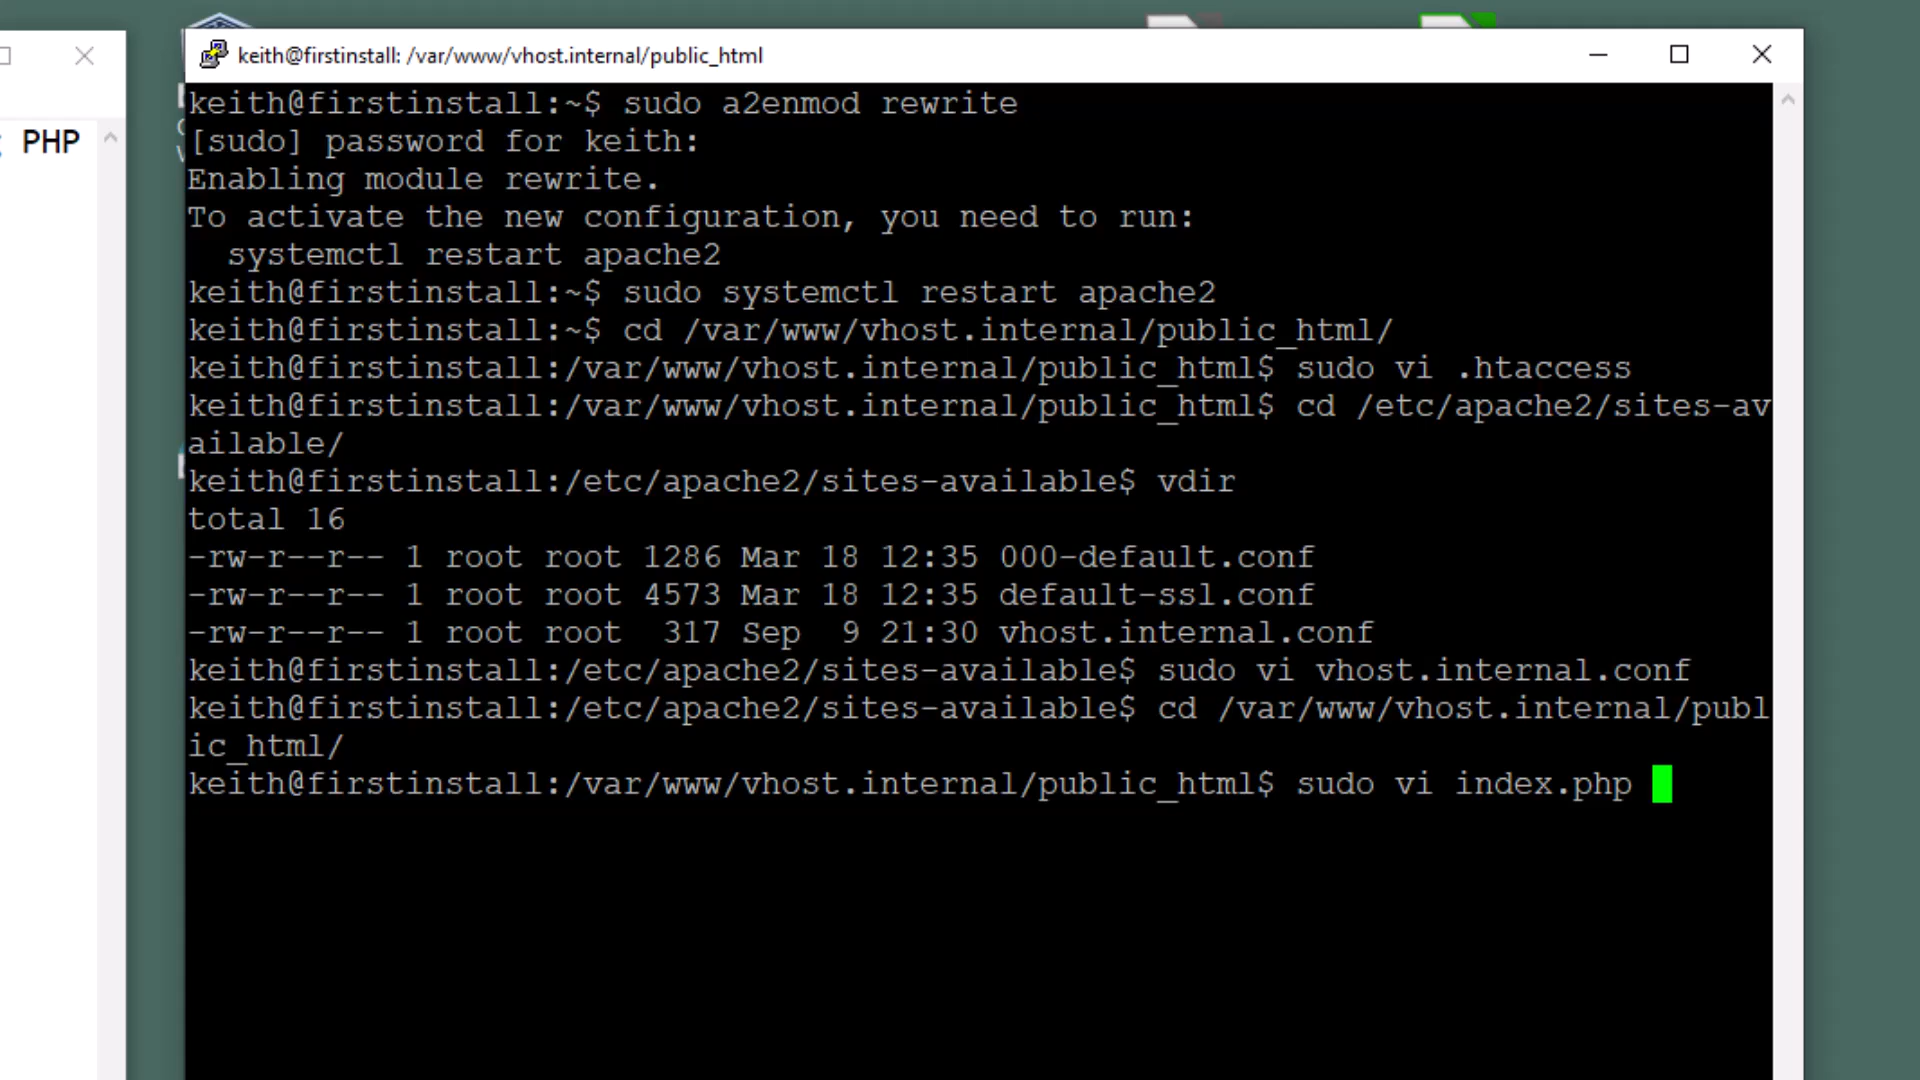 keith@firstinstall: /var/www/vhost.internal/public_html
PHP
keith@firstinstall:~$ sudo a2enmod rewrite
[sudo] password for keith:
Enabling module rewrite.
To activate the new configuration, you need to run:
  systemctl restart apache2
keith@firstinstall:~$ sudo systemctl restart apache2
keith@firstinstall:~$ cd /var/www/vhost.internal/public_html/
keith@firstinstall:/var/www/vhost.internal/public_html$ sudo vi .htaccess
keith@firstinstall:/var/www/vhost.internal/public_html$ cd /etc/apache2/sites-av
ailable/
keith@firstinstall:/etc/apache2/sites-available$ vdir
total 16
-rw-r--r-- 1 root root 1286 Mar 18 12:35 000-default.conf
-rw-r--r-- 1 root root 4573 Mar 18 12:35 default-ssl.conf
-rw-r--r-- 1 root root  317 Sep  9 21:30 vhost.internal.conf
keith@firstinstall:/etc/apache2/sites-available$ sudo vi vhost.internal.conf
keith@firstinstall:/etc/apache2/sites-available$ cd /var/www/vhost.internal/publ
ic_html/
keith@firstinstall:/var/www/vhost.internal/public_html$ sudo vi index.php